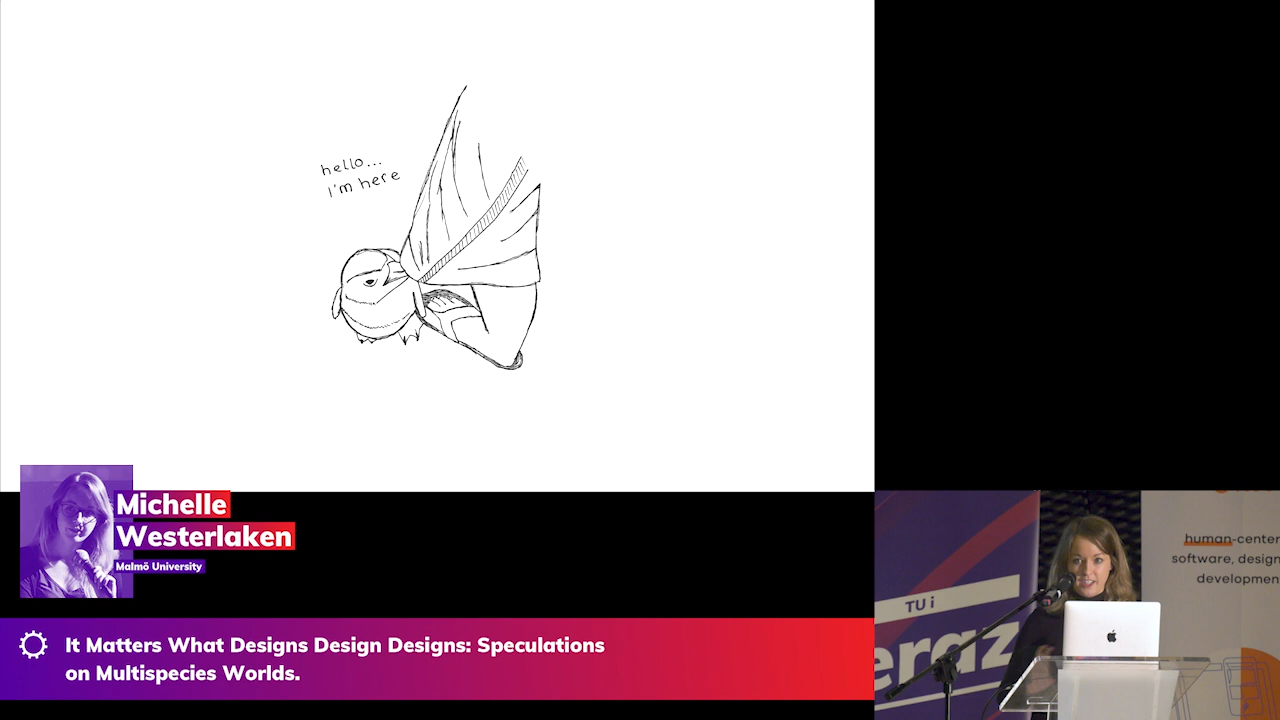 hello...
I'm here
Michelle
Westerlaken
Malmö University
It Matters What Designs Design Designs: Speculations
on Multispecies Worlds.
TU i
eraz
human-center
software, design
developmen